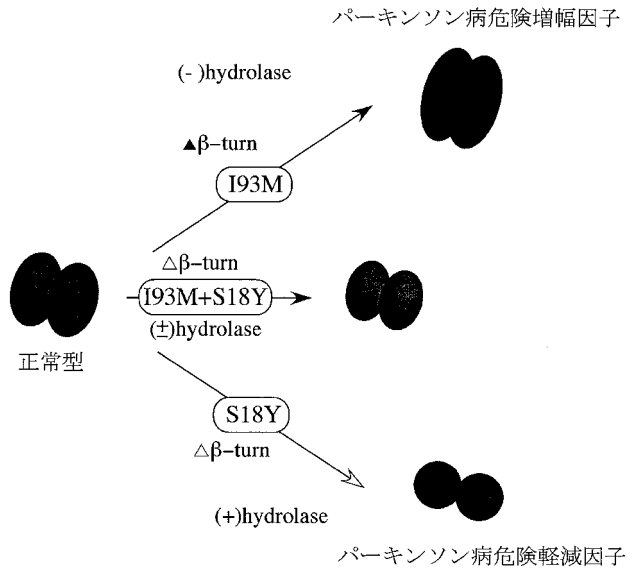 パーキンソン病危険増幅因子
(-)hydrolase
▲β−turn
I93M
△β−turn
I93M+S18Y
(±)hydrolase
正常型
S18Y
△β−turn
(+)hydrolase
パーキンソン病危険軽減因子